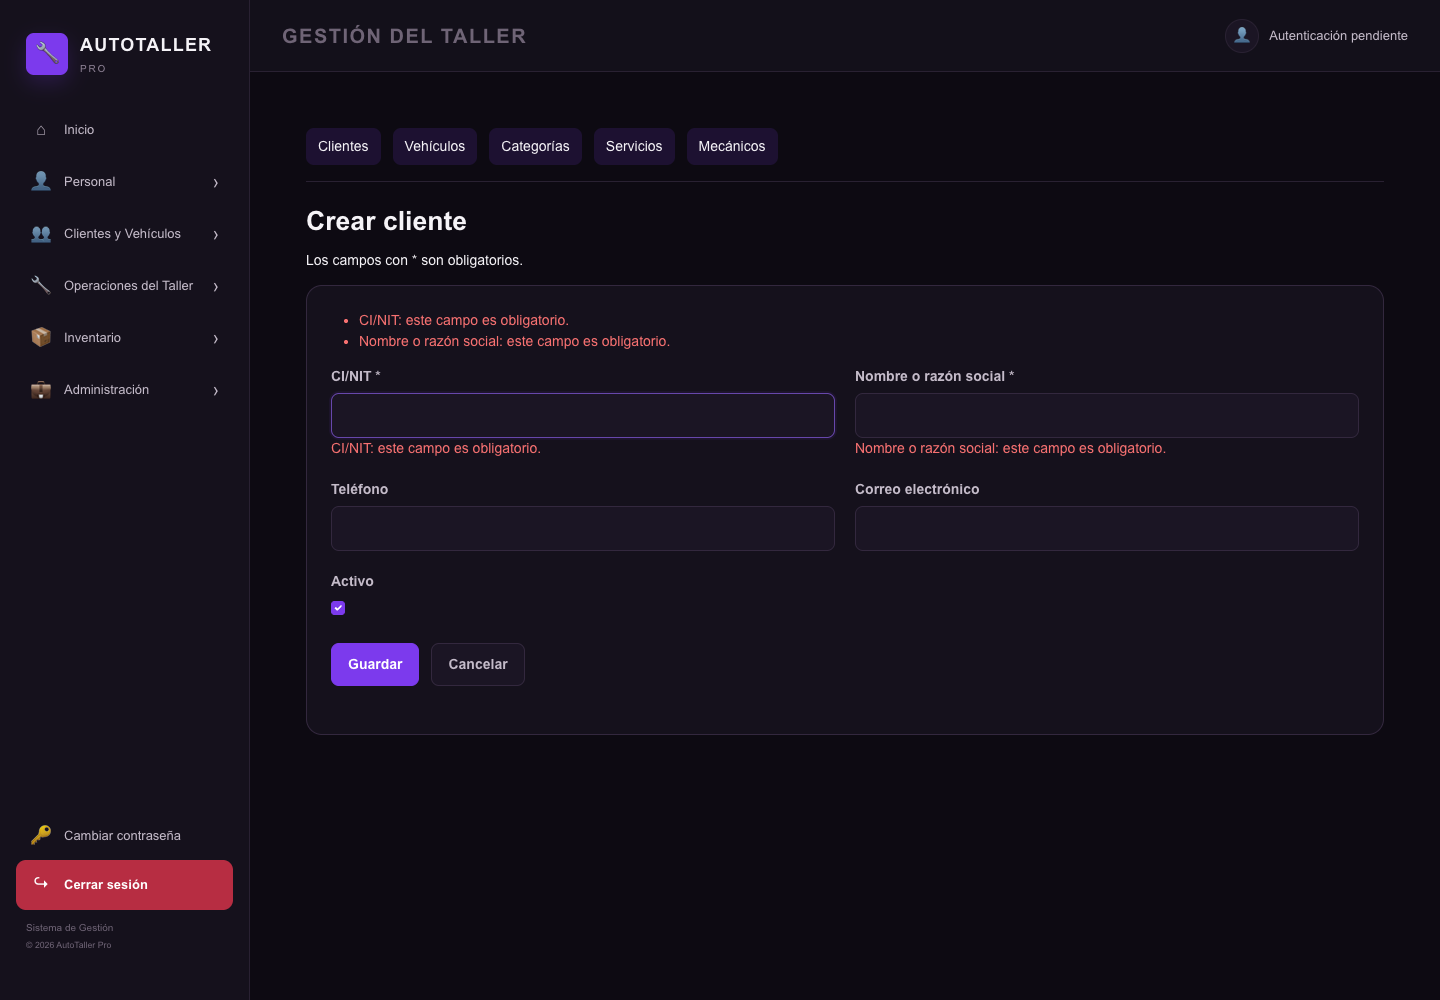 AUTOTALLER
PRO
GESTIÓN DEL TALLER
Autenticación pendiente
Inicio
Personal
Clientes y Vehículos
Operaciones del Taller
Inventario
Administración
Clientes
Vehículos
Categorías
Servicios
Mecánicos
Crear cliente
Los campos con * son obligatorios.
CI/NIT: este campo es obligatorio.
Nombre o razón social: este campo es obligatorio.
CI/NIT *
Nombre o razón social *
CI/NIT: este campo es obligatorio.
Nombre o razón social: este campo es obligatorio.
Teléfono
Correo electrónico
Activo
Guardar
Cancelar
Cambiar contraseña
Cerrar sesión
Sistema de Gestión
© 2026 AutoTaller Pro